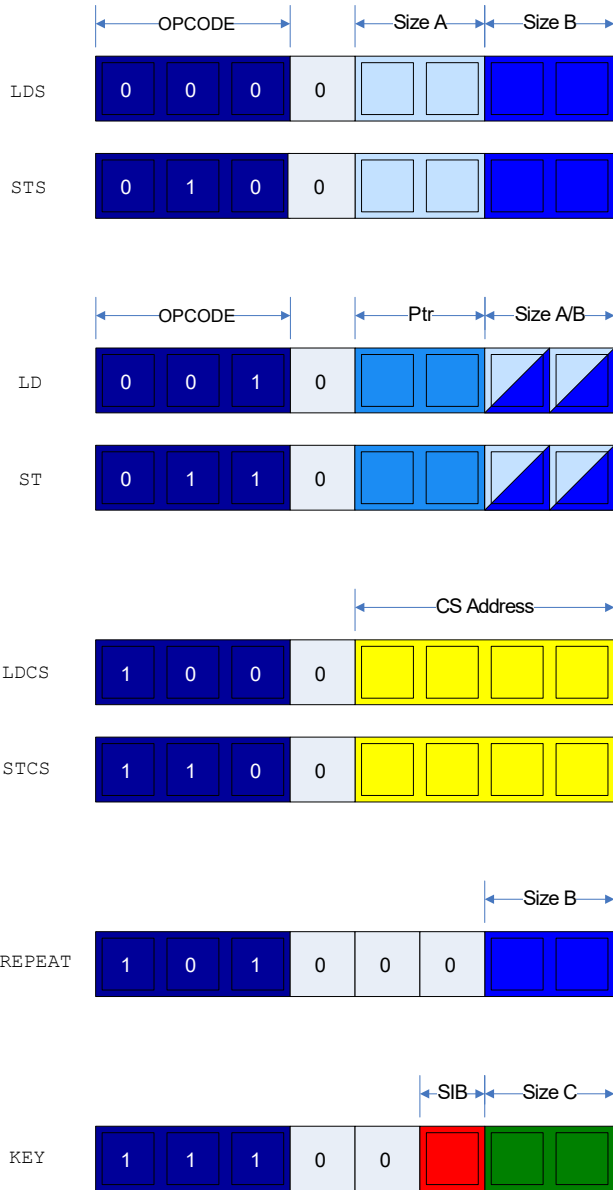 OPCODE Size A Size B
LDS 0 0 0 0
STS 0 1 0 0
OPCODE Ptr Size A/B
LD 0 0 1 0
ST 0 1 1 0
CS Address
LDCS 1 0 0 0
STCS 1 1 0 0
Size B
REPEAT 1 0 1 0 0 0
SIB Size C
KEY 1 1 1 0 0